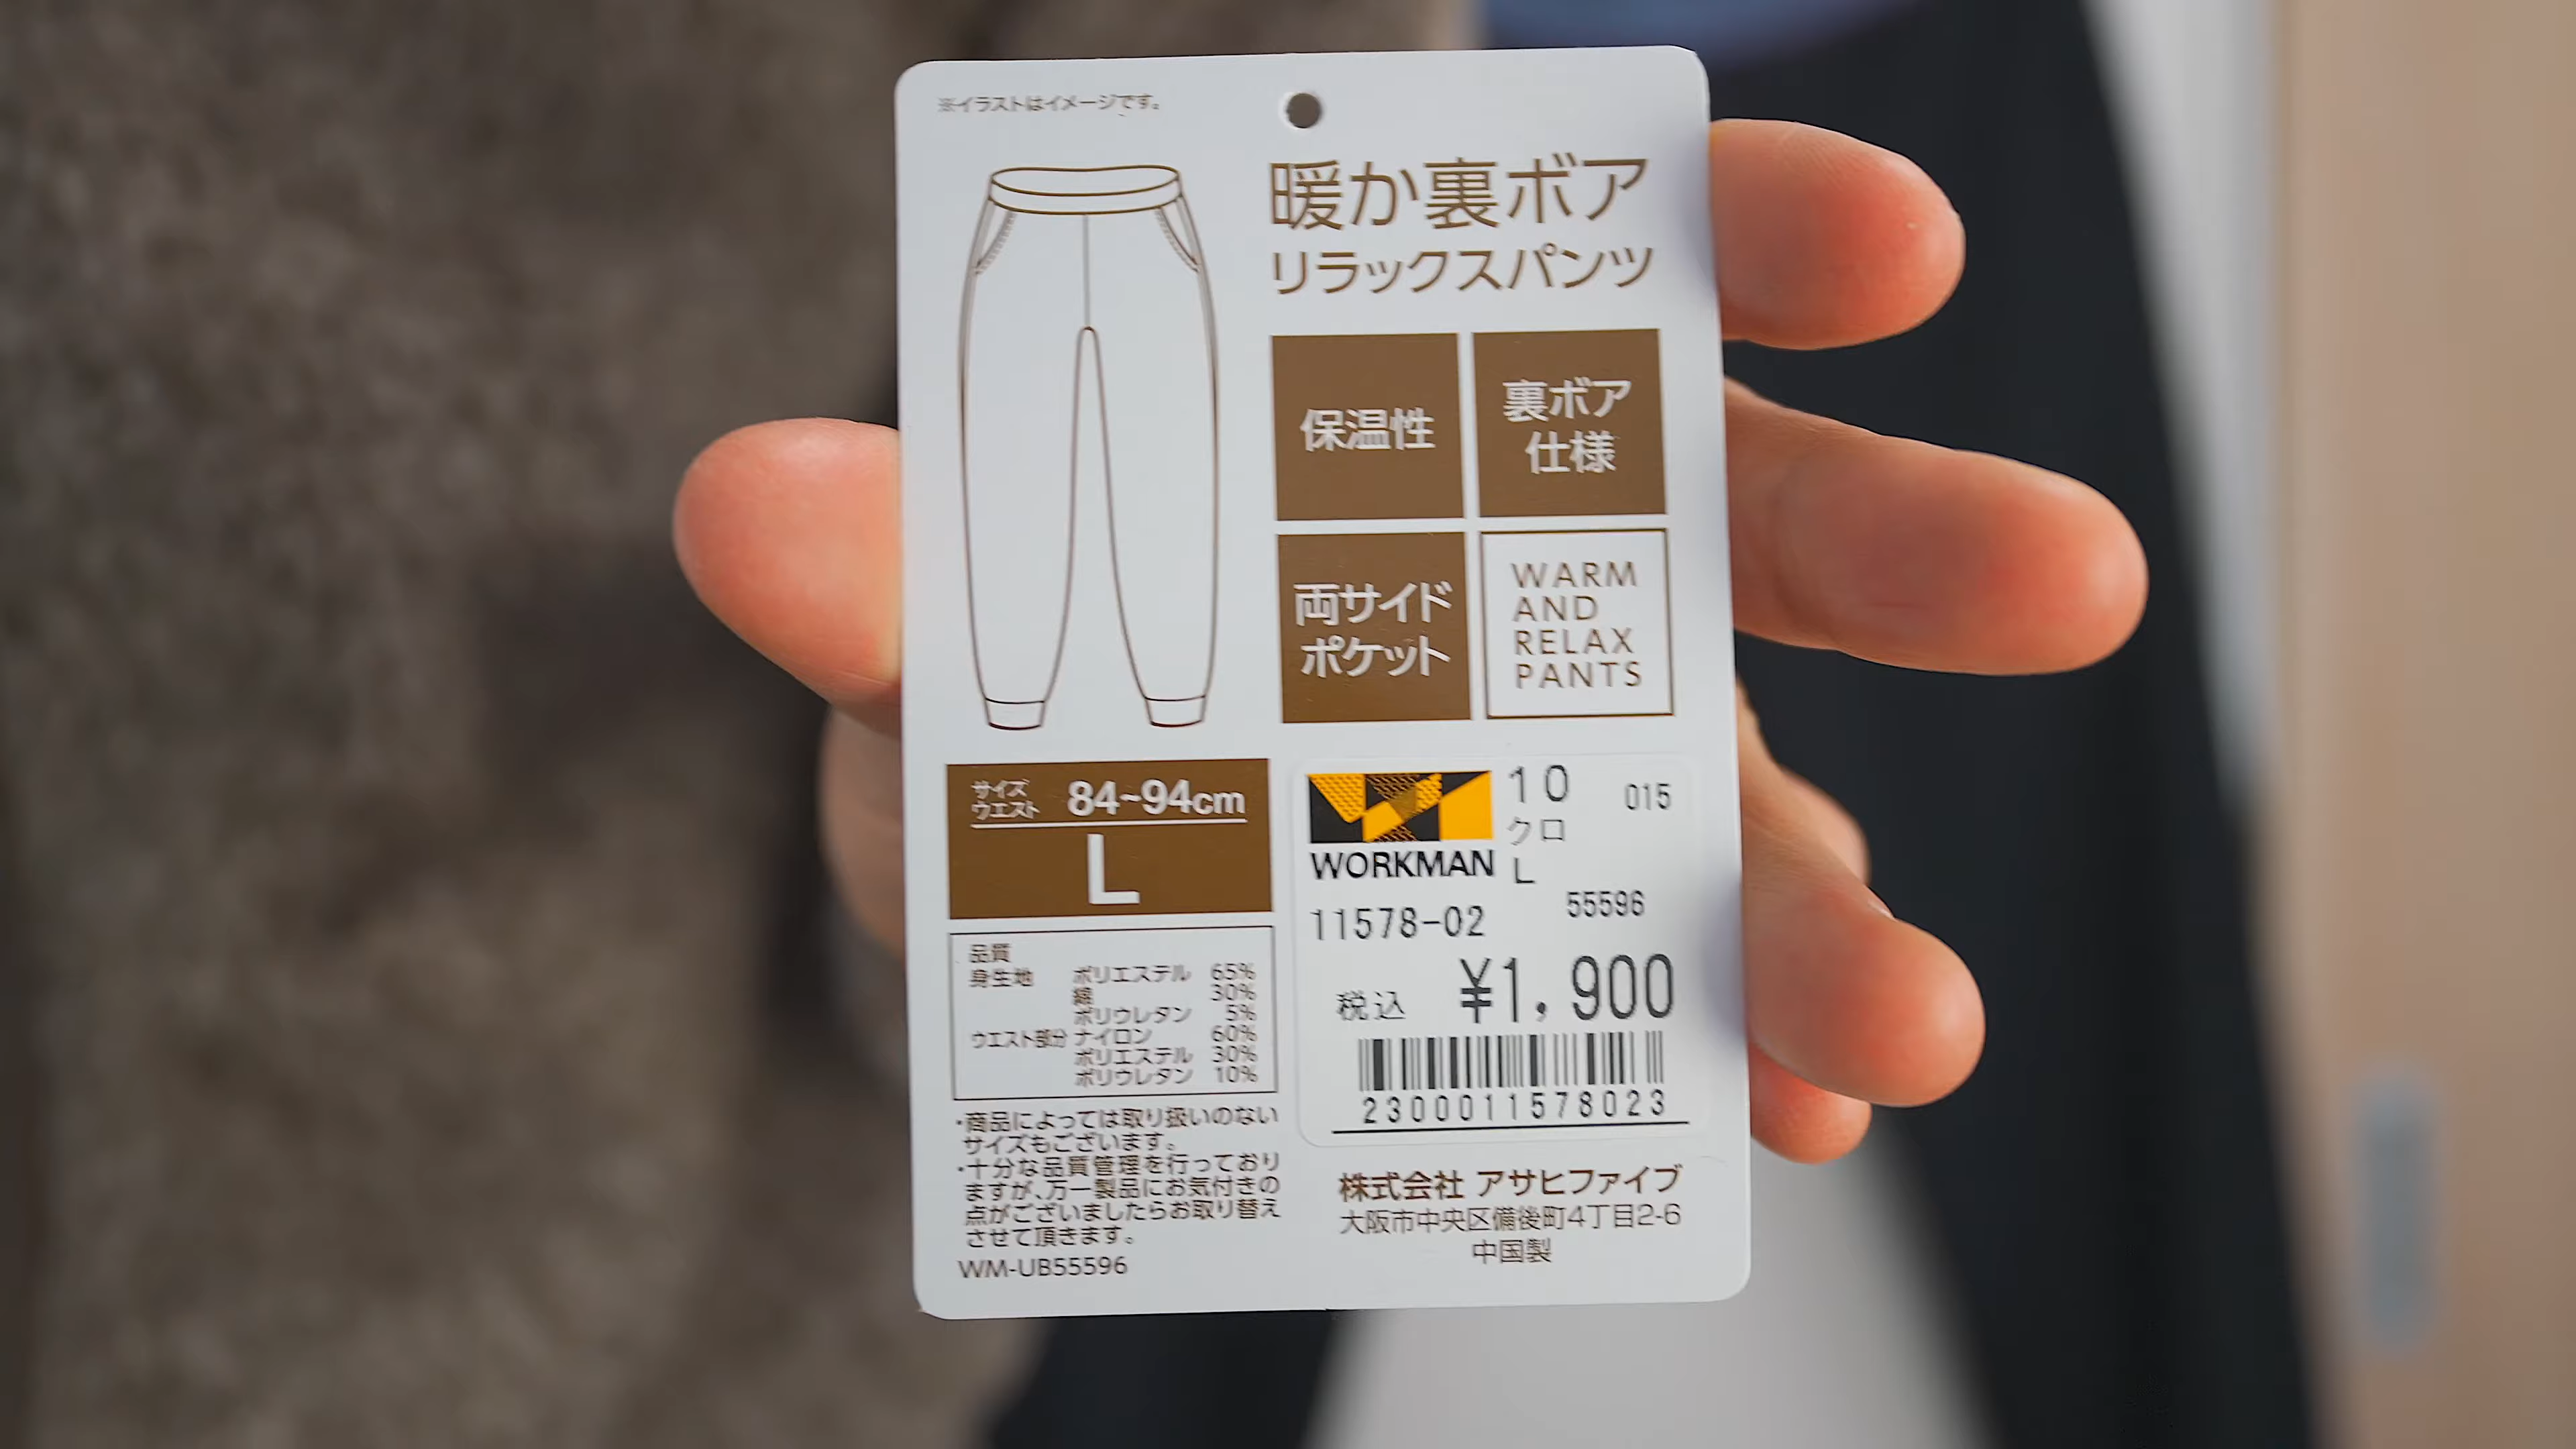 ※イラストはイメージです。
暖か裏ボア
リラックスパンツ
保温性
裏ボア
仕様
両サイド
ポケット
WARM
AND
RELAX
PANTS
サイズ
ウエスト 84~94cm
L
品質
身生地 ポリエステル 65%
綿 30%
ポリウレタン 5%
ウエスト部分 ナイロン 60%
ポリエステル 30%
ポリウレタン 10%
・商品によっては取り扱いのない
サイズもございます。
・十分な品質管理を行っており
ますが、万一製品にお気付きの
点がございましたらお取り替え
させて頂きます。
WM-UB55596
WORKMAN
10 015
クロ
L
55596
11578-02
税込 ¥1,900
2300011578023
株式会社 アサヒファイブ
大阪市中央区備後町4丁目2-6
中国製